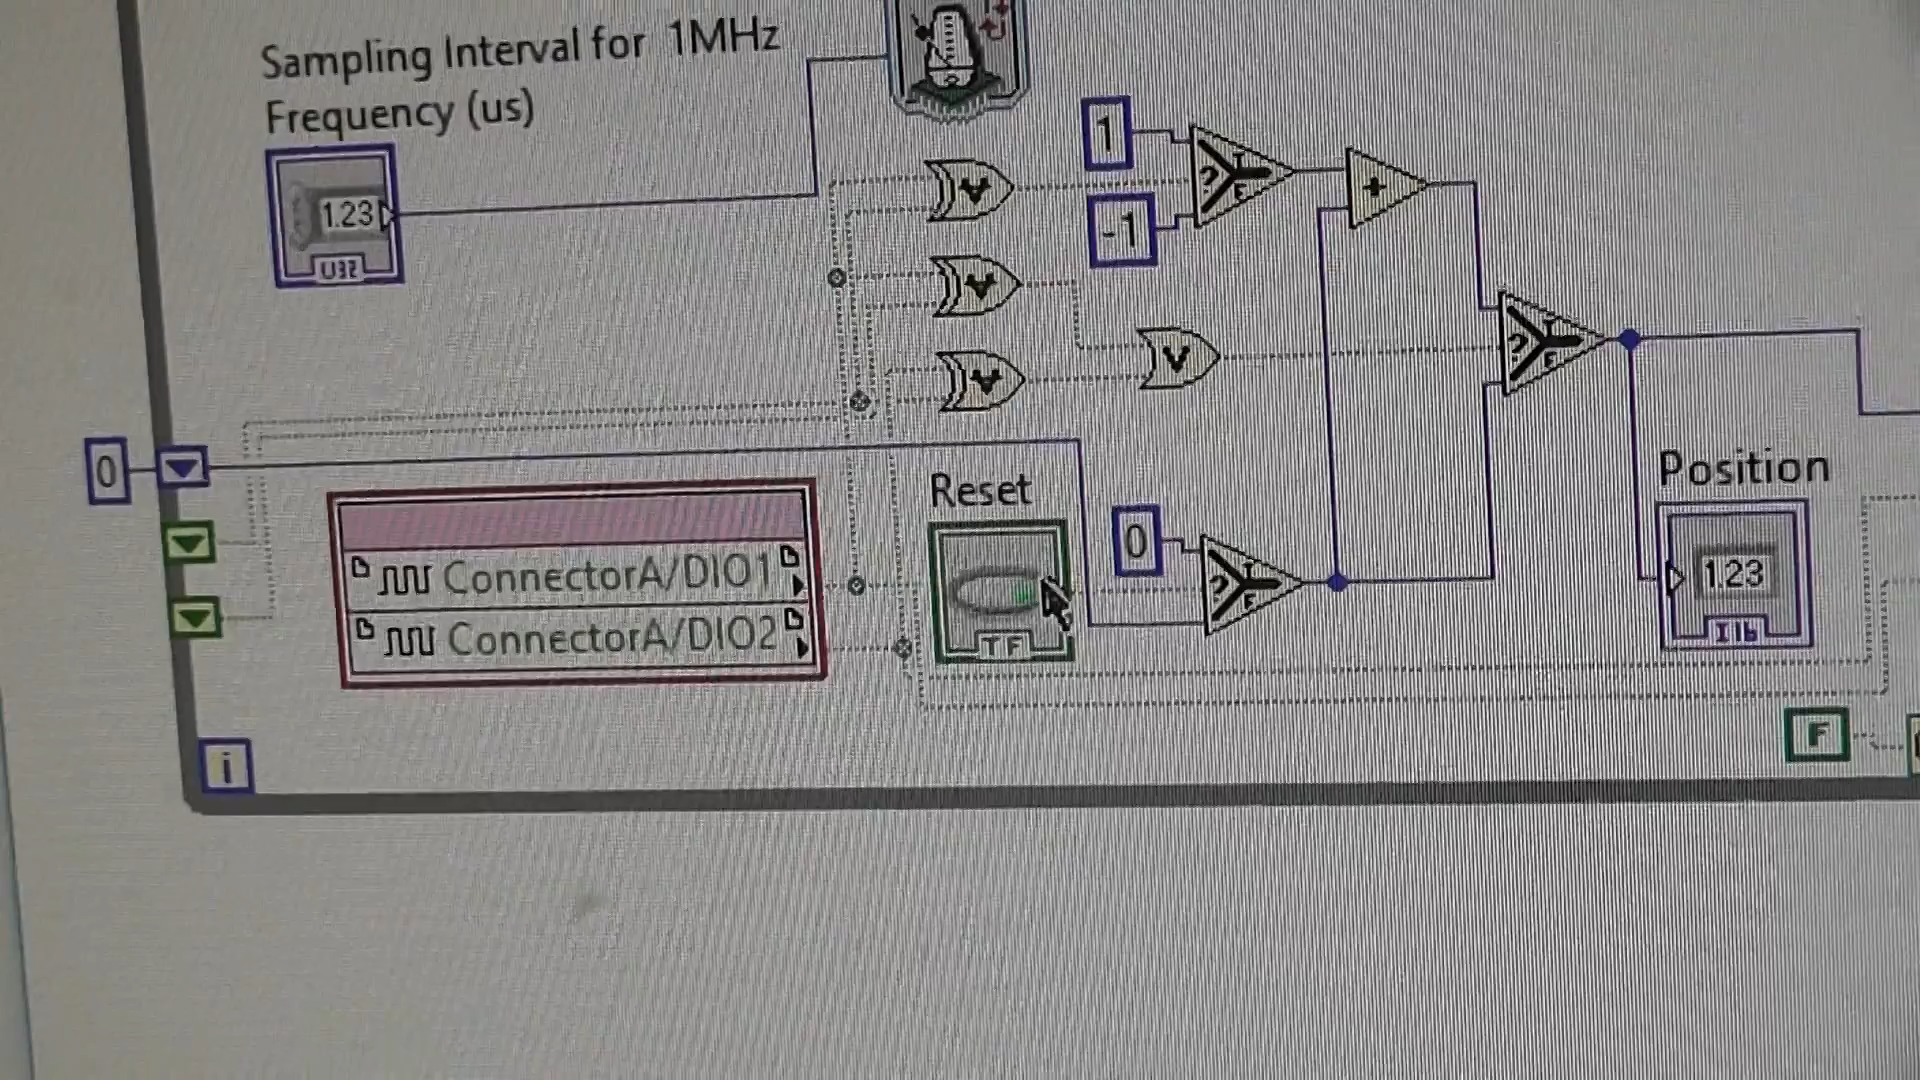 Sampling Interval for 1MHz
Frequency (us)
1.23
U32
1
-1
?
T
F
+
?
T
F
0
Reset
TF
0
?
T
F
Position
1.23
I16
ConnectorA/DIO1
ConnectorA/DIO2
i
F